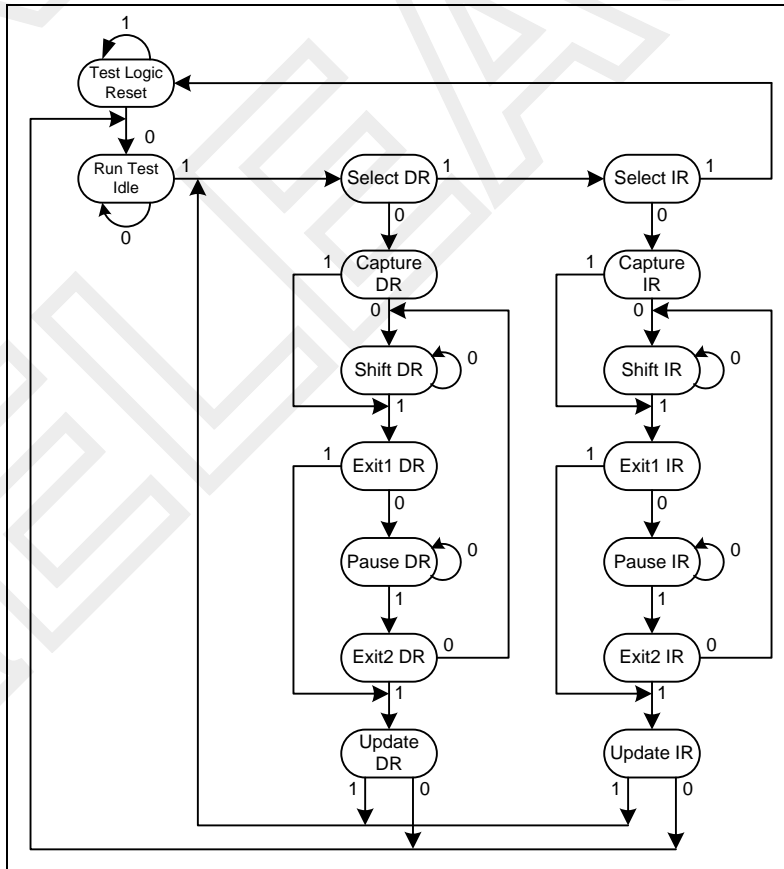 1
Test Logic
Reset
0
Run Test
Idle
1
0
Select DR
1
Select IR
1
0
0
Capture
DR
1
0
Capture
IR
1
0
Shift DR
0
1
Shift IR
0
1
Exit1 DR
1
0
Exit1 IR
1
0
Pause DR
0
1
Pause IR
0
1
Exit2 DR
0
1
Exit2 IR
0
1
Update
DR
1
0
Update IR
1
0